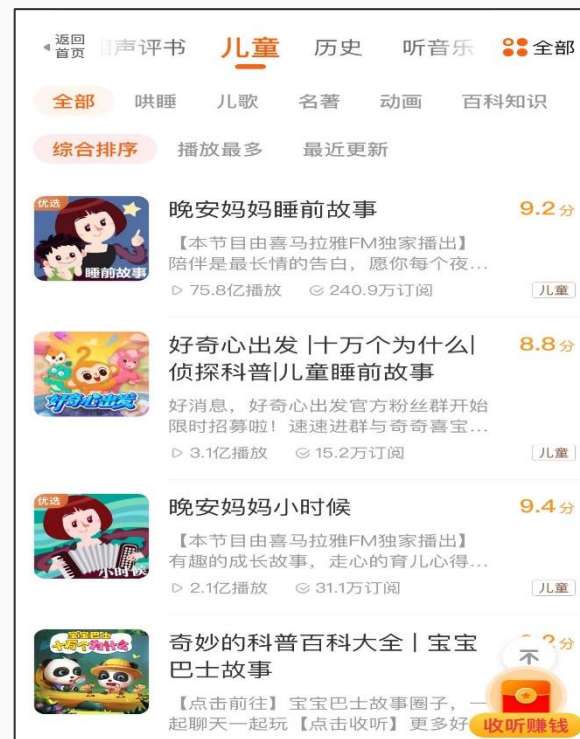 返回
首页
声评书 儿童 历史 听音乐 全部
全部 哄睡 儿歌 名著 动画 百科知识
综合排序 播放最多 最近更新
优选
睡前故事
晚安妈妈睡前故事 9.2分
【本节目由喜马拉雅FM独家播出】
陪伴是最长情的告白，愿你每个夜...
75.8亿播放 240.9万订阅 儿童
好奇心出发
好奇心出发 |十万个为什么| 8.8分
侦探科普|儿童睡前故事
好消息，好奇心出发官方粉丝群开始
限时招募啦！速速进群与奇奇喜宝...
3.1亿播放 15.2万订阅 儿童
优选
小时候
晚安妈妈小时候 9.4分
【本节目由喜马拉雅FM独家播出】
有趣的成长故事，走心的育儿心得...
2.1亿播放 31.1万订阅 儿童
宝宝巴士
十万个为什么
奇妙的科普百科大全 | 宝宝 分
巴士故事
【点击前往】宝宝巴士故事圈子，一
起聊天一起玩【点击收听】更多好
收听赚钱